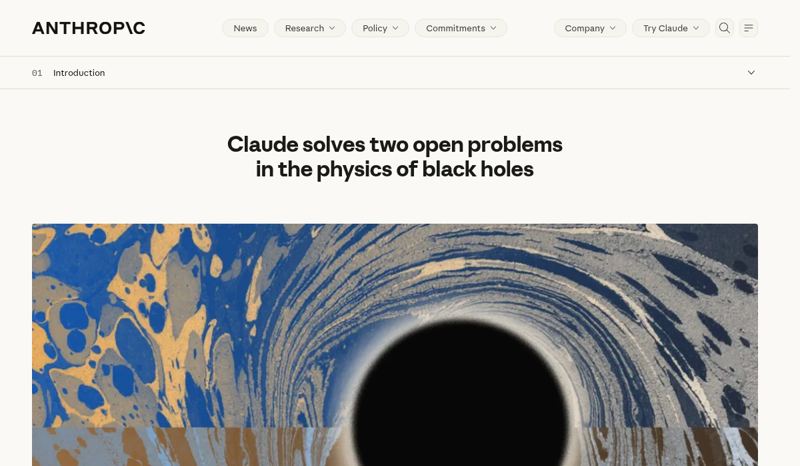 ANTHROP\C
News
Research
Policy
Commitments
Company
Try Claude
01 Introduction
Claude solves two open problems
in the physics of black holes